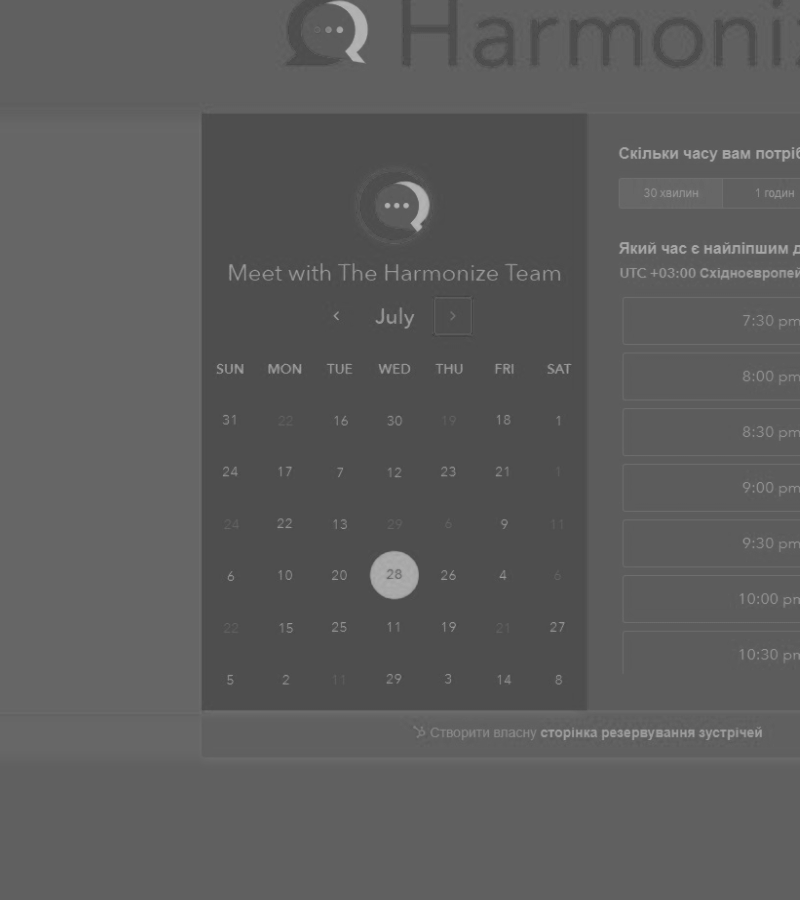 Harmoniz
Meet with The Harmonize Team
July
SUN MON TUE WED THU FRI SAT
31 22 16 30 19 18 1
24 17 7 12 23 21 1
24 22 13 29 6 9 11
6 10 20 28 26 4 6
22 15 25 11 19 21 27
5 2 11 29 3 14 8
Скільки часу вам потріб
30 хвилин 1 годин
Який час є найліпшим д
UTC +03:00 Східноєвропей
7:30 pm
8:00 pm
8:30 pm
9:00 pm
9:30 pm
10:00 pm
10:30 pm
Створити власну сторінка резервування зустрічей